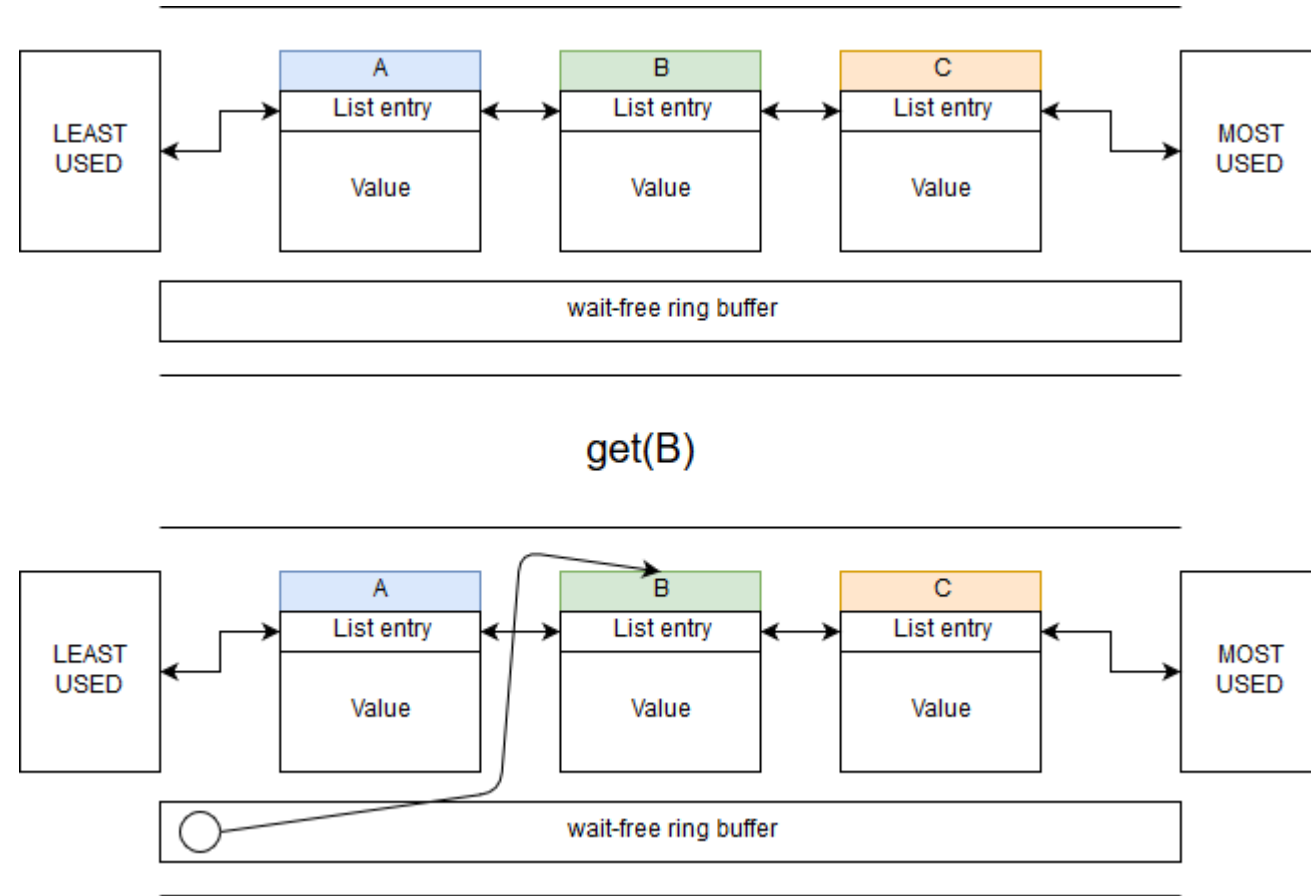 A
B
C
List entry
List entry
List entry
LEAST
USED
MOST
USED
Value
Value
Value
wait-free ring buffer
get(B)
A
B
C
List entry
List entry
List entry
LEAST
USED
MOST
USED
Value
Value
Value
wait-free ring buffer